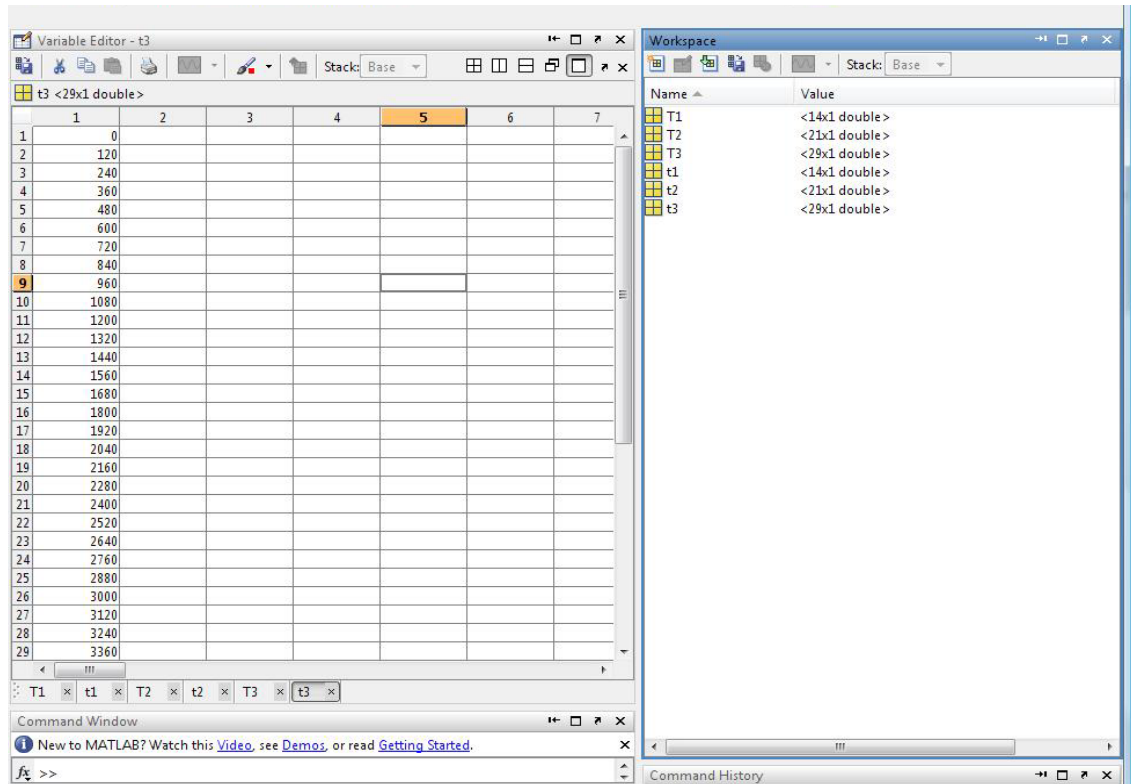 Variable Editor - t3
Stack: Base
t3 <29x1 double>
1 2 3 4 5 6 7
1 0
2 120
3 240
4 360
5 480
6 600
7 720
8 840
9 960
10 1080
11 1200
12 1320
13 1440
14 1560
15 1680
16 1800
17 1920
18 2040
19 2160
20 2280
21 2400
22 2520
23 2640
24 2760
25 2880
26 3000
27 3120
28 3240
29 3360
T1 t1 T2 t2 T3 t3
Command Window
New to MATLAB? Watch this Video, see Demos, or read Getting Started.
fx >>
Workspace
Stack: Base
Name Value
T1 <14x1 double>
T2 <21x1 double>
T3 <29x1 double>
t1 <14x1 double>
t2 <21x1 double>
t3 <29x1 double>
Command History